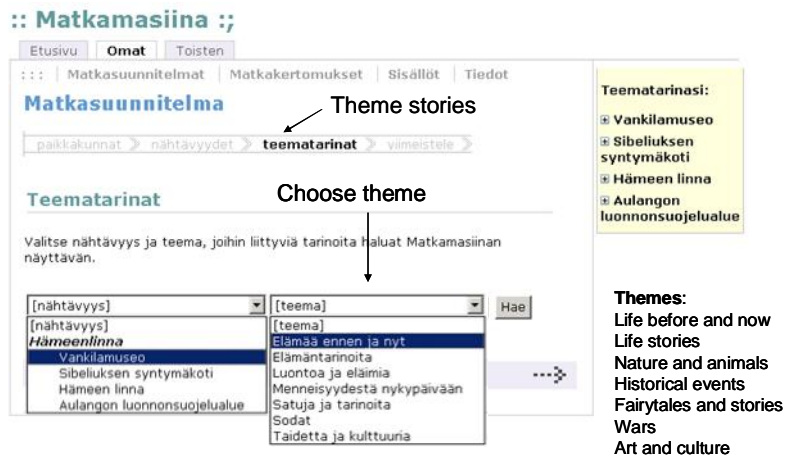 :: Matkamasiina :;
Etusivu Omat Toisten
::: | Matkasuunnitelmat | Matkakertomukset | Sisällöt | Tiedot
Matkasuunnitelma
Theme stories
paikkakunnat nähtävyydet teematarinat viimeistele
Teematarinat
Choose theme
Valitse nähtävyys ja teema, joihin liittyviä tarinoita haluat Matkamasiinan
näyttävän.
[nähtävyys] [teema] Hae
[nähtävyys]
Hämeenlinna
Vankilamuseo
Sibeliuksen syntymäkoti
Hämeen linna
Aulangon luonnonsuojelualue
[teema]
Elämää ennen ja nyt
Elämäntarinoita
Luontoa ja eläimia
Menneisyydestä nykypäivään
Satuja ja tarinoita
Sodat
Taidetta ja kulttuuria
Teematarinasi:
Vankilamuseo
Sibeliuksen
syntymäkoti
Hämeen linna
Aulangon
luonnonsuojelualue
Themes:
Life before and now
Life stories
Nature and animals
Historical events
Fairytales and stories
Wars
Art and culture